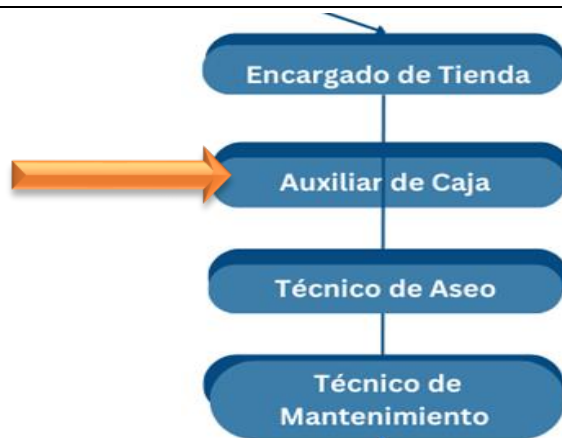 Encargado de Tienda
Auxiliar de Caja
Técnico de Aseo
Técnico de
Mantenimiento